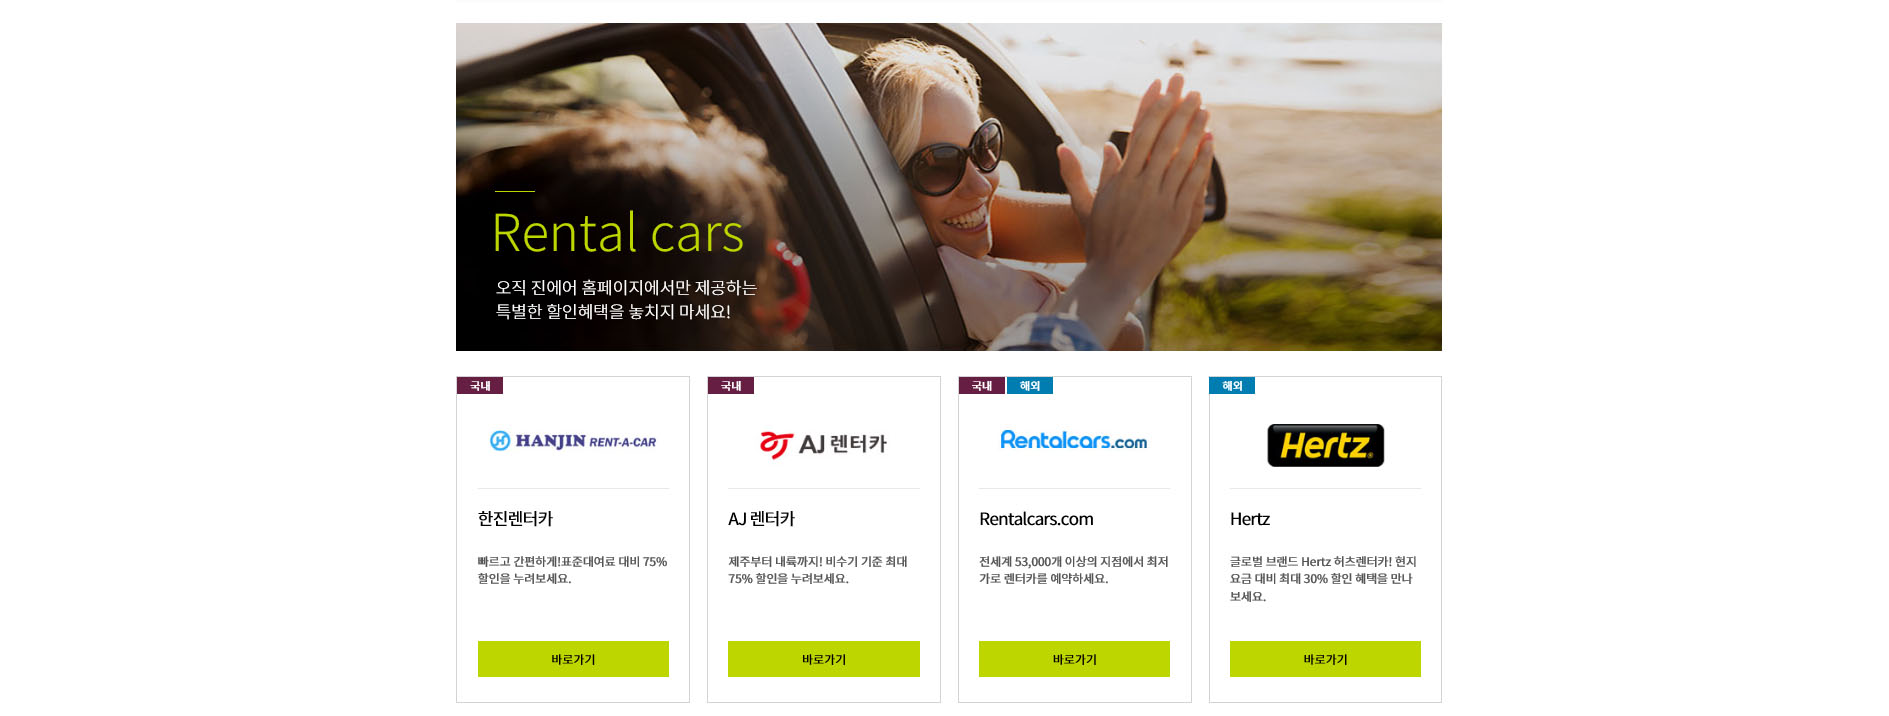 Rental cars
오직 진에어 홈페이지에서만 제공하는
특별한 할인혜택을 놓치지 마세요!
국내
HANJIN RENT-A-CAR
한진렌터카
빠르고 간편하게!표준대여료 대비 75%
할인을 누려보세요.
바로가기
국내
AJ 렌터카
AJ 렌터카
제주부터 내륙까지! 비수기 기준 최대
75% 할인을 누려보세요.
바로가기
국내 해외
Rentalcars.com
Rentalcars.com
전세계 53,000개 이상의 지점에서 최저
가로 렌터카를 예약하세요.
바로가기
해외
Hertz
Hertz
글로벌 브랜드 Hertz 허츠렌터카! 현지
요금 대비 최대 30% 할인 혜택을 만나
보세요.
바로가기